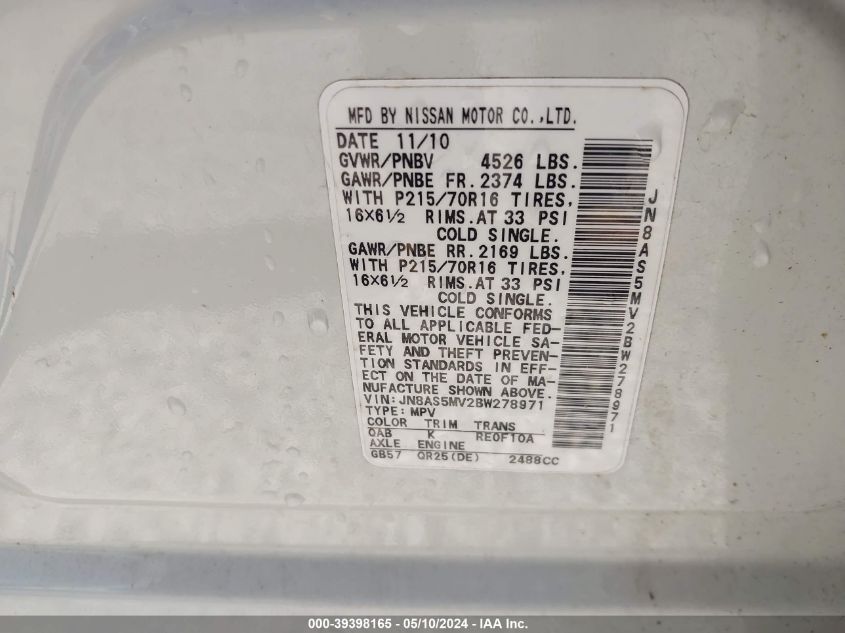 MFD BY NISSAN MOTOR CO.,LTD.
DATE 11/10
GVWR/PNBV 4526 LBS.
GAWR/PNBE FR. 2374 LBS.
WITH P215/70R16 TIRES,
16X6½ RIMS. AT 33 PSI
COLD SINGLE.
GAWR/PNBE RR. 2169 LBS.
WITH P215/70R16 TIRES,
16X6½ RIMS. AT 33 PSI
COLD SINGLE.
THIS VEHICLE CONFORMS
TO ALL APPLICABLE FED-
ERAL MOTOR VEHICLE SA-
FETY AND THEFT PREVEN-
TION STANDARDS IN EFF-
ECT ON THE DATE OF MA-
NUFACTURE SHOWN ABOVE.
VIN: JN8AS5MV2BW278971
TYPE: MPV
COLOR TRIM TRANS
QAB K RE0F10A
AXLE ENGINE
GB57 QR25(DE) 2488CC
JN8AS5MV2BW278971
000-39398165 - 05/10/2024 - IAA Inc.